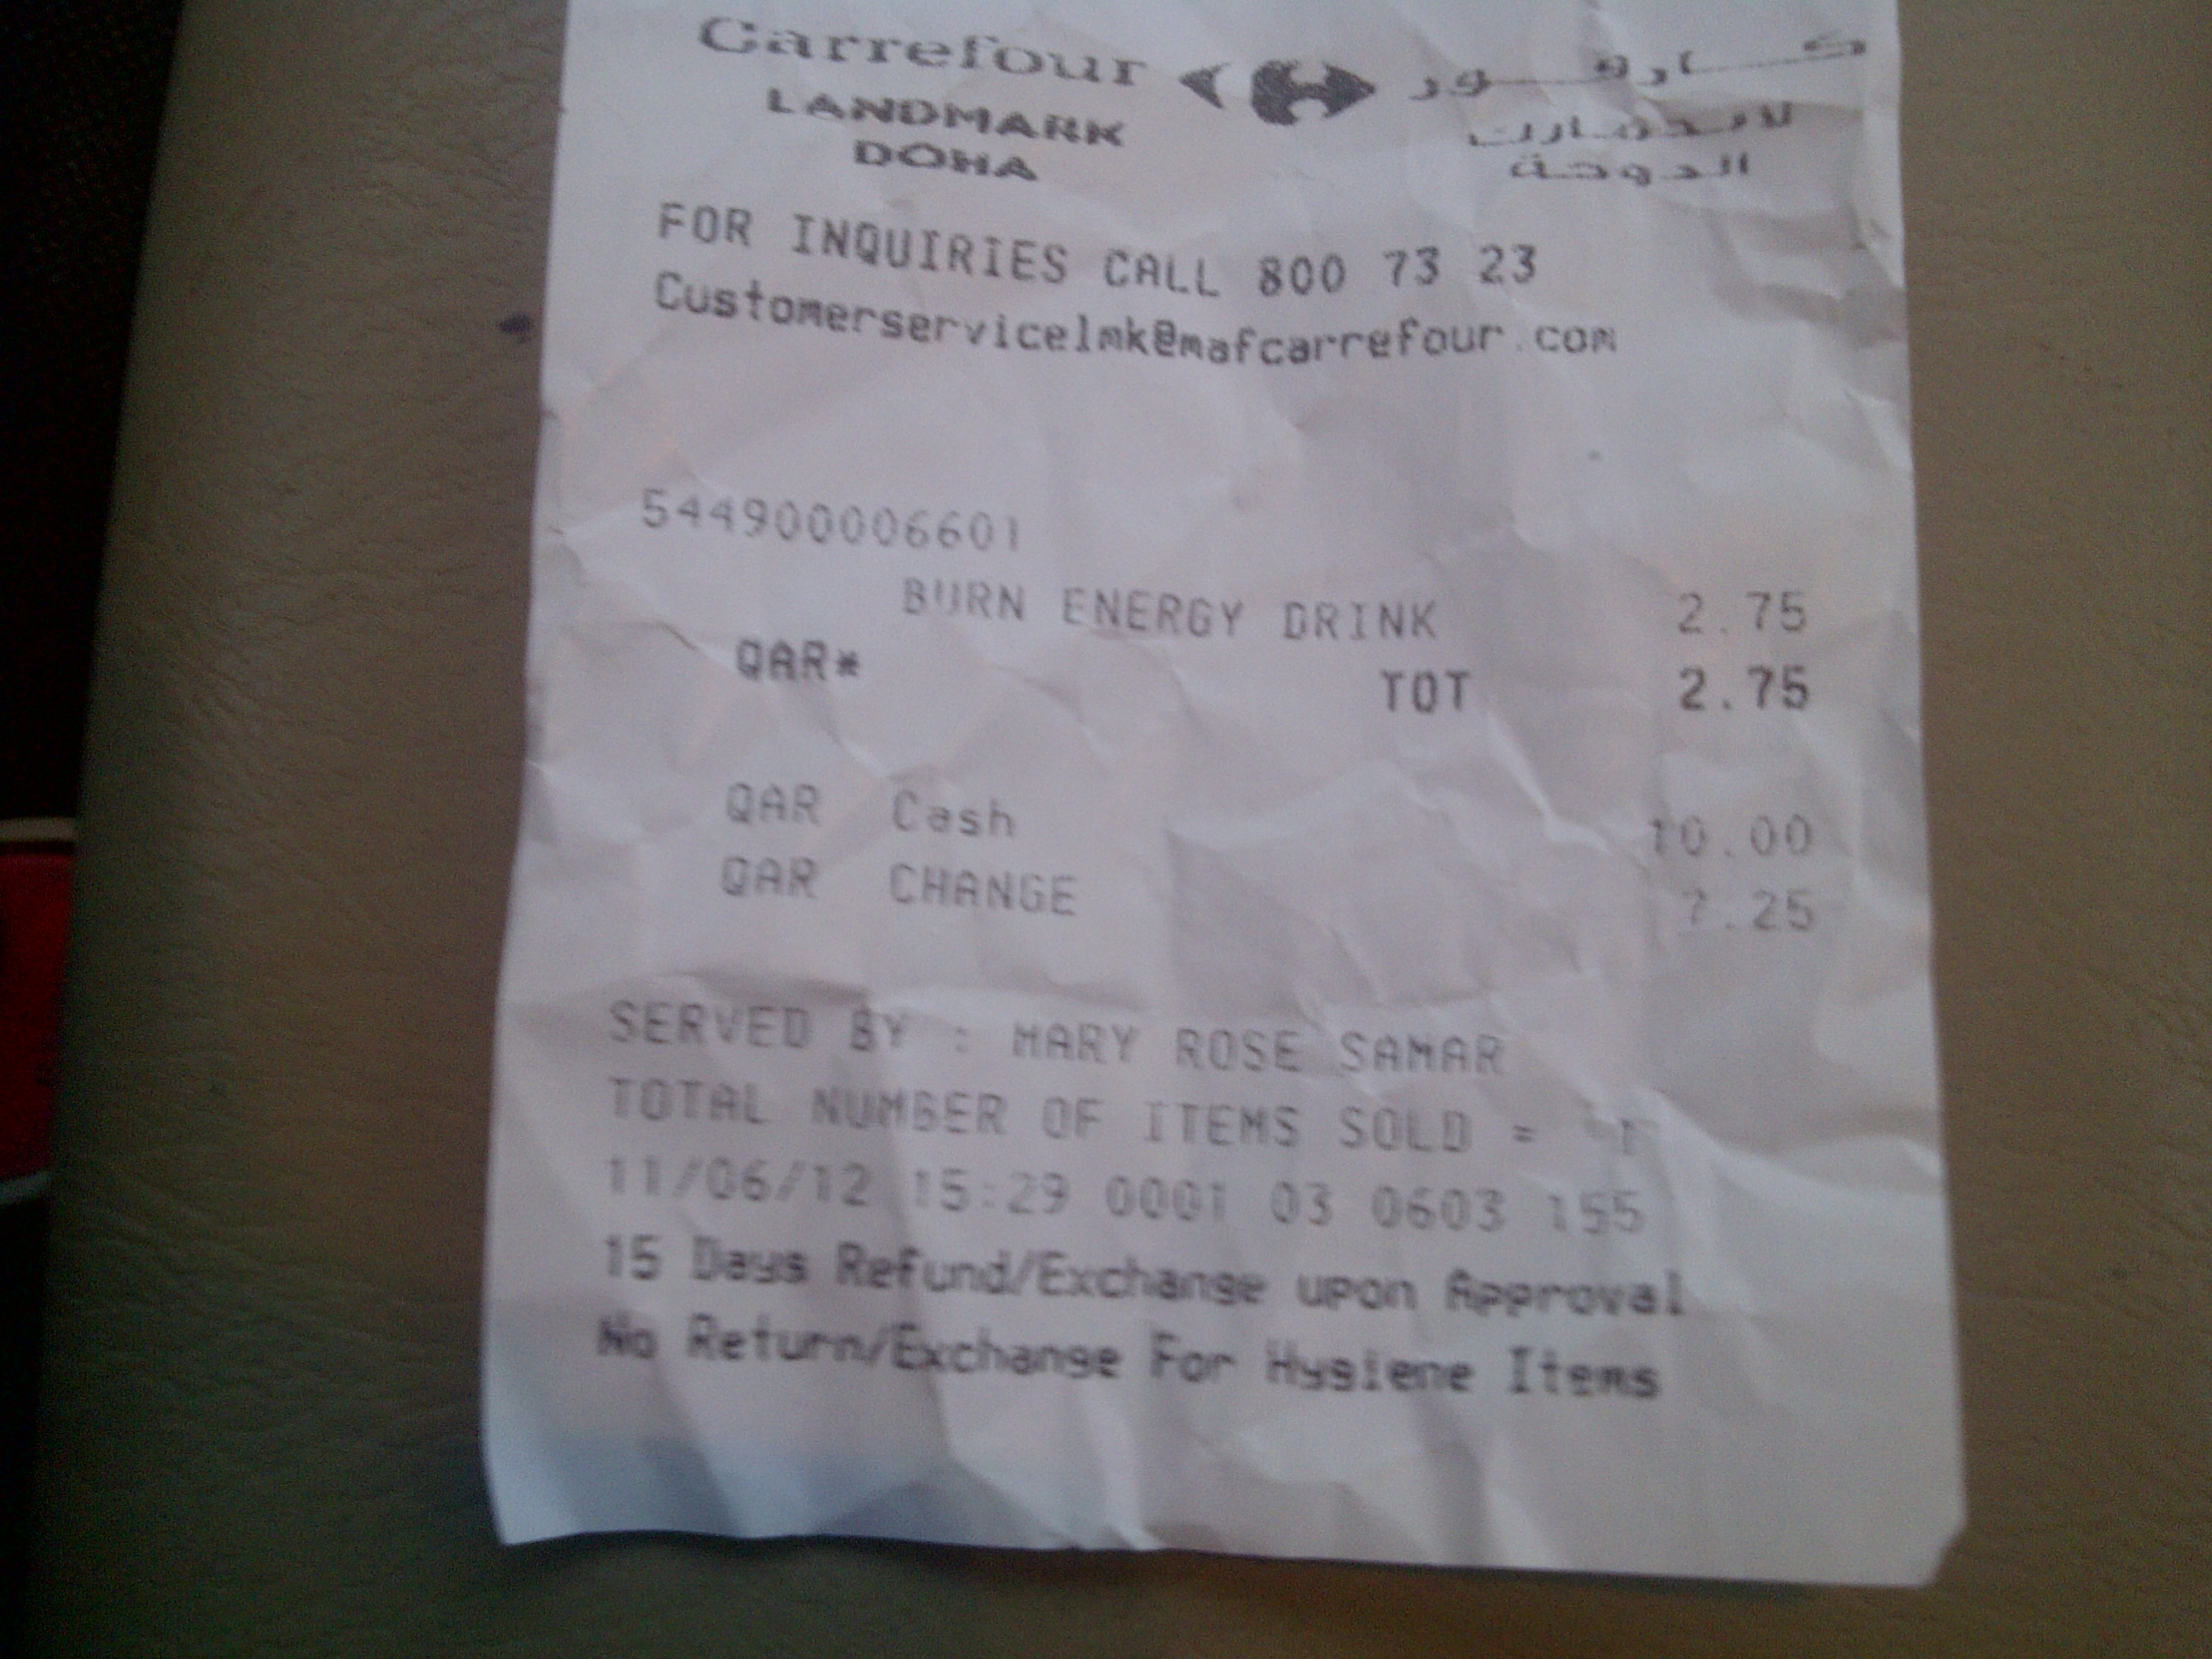 Carrefour كارفور
LANDMARK لاندمارك
DOHA الدوحة
FOR INQUIRIES CALL 800 73 23
Customerservicelmk@mafcarrefour.com
544900006601
BURN ENERGY DRINK 2.75
QAR* TOT 2.75
QAR Cash 10.00
QAR CHANGE 7.25
SERVED BY : MARY ROSE SAMAR
TOTAL NUMBER OF ITEMS SOLD = 1
11/06/12 15:29 0001 03 0603 155
15 Days Refund/Exchange upon Approval
No Return/Exchange For Hygiene Items